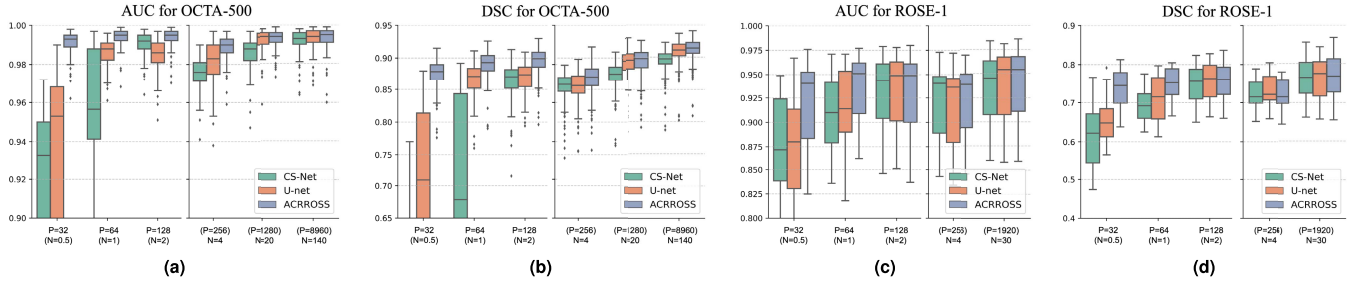 AUC for OCTA-500
1.00
0.98
0.96
0.94
0.92
0.90
CS-Net
U-net
ACRROSS
P=32 P=64 P=128 (P=256) (P=1280) (P=8960)
(N=0.5) (N=1) (N=2) N=4 N=20 N=140
(a)
DSC for OCTA-500
0.95
0.90
0.85
0.80
0.75
0.70
0.65
CS-Net
U-net
ACRROSS
P=32 P=64 P=128 (P=256) (P=1280) (P=8960)
(N=0.5) (N=1) (N=2) N=4 N=20 N=140
(b)
AUC for ROSE-1
1.000
0.975
0.950
0.925
0.900
0.875
0.850
0.825
0.800
CS-Net
U-net
ACRROSS
P=32 P=64 P=128 (P=255) (P=1920)
(N=0.5) (N=1) (N=2) N=4 N=30
(c)
DSC for ROSE-1
0.9
0.8
0.7
0.6
0.5
0.4
CS-Net
U-net
ACRROSS
P=32 P=64 P=128 (P=256) (P=1920)
(N=0.5) (N=1) (N=2) N=4 N=30
(d)